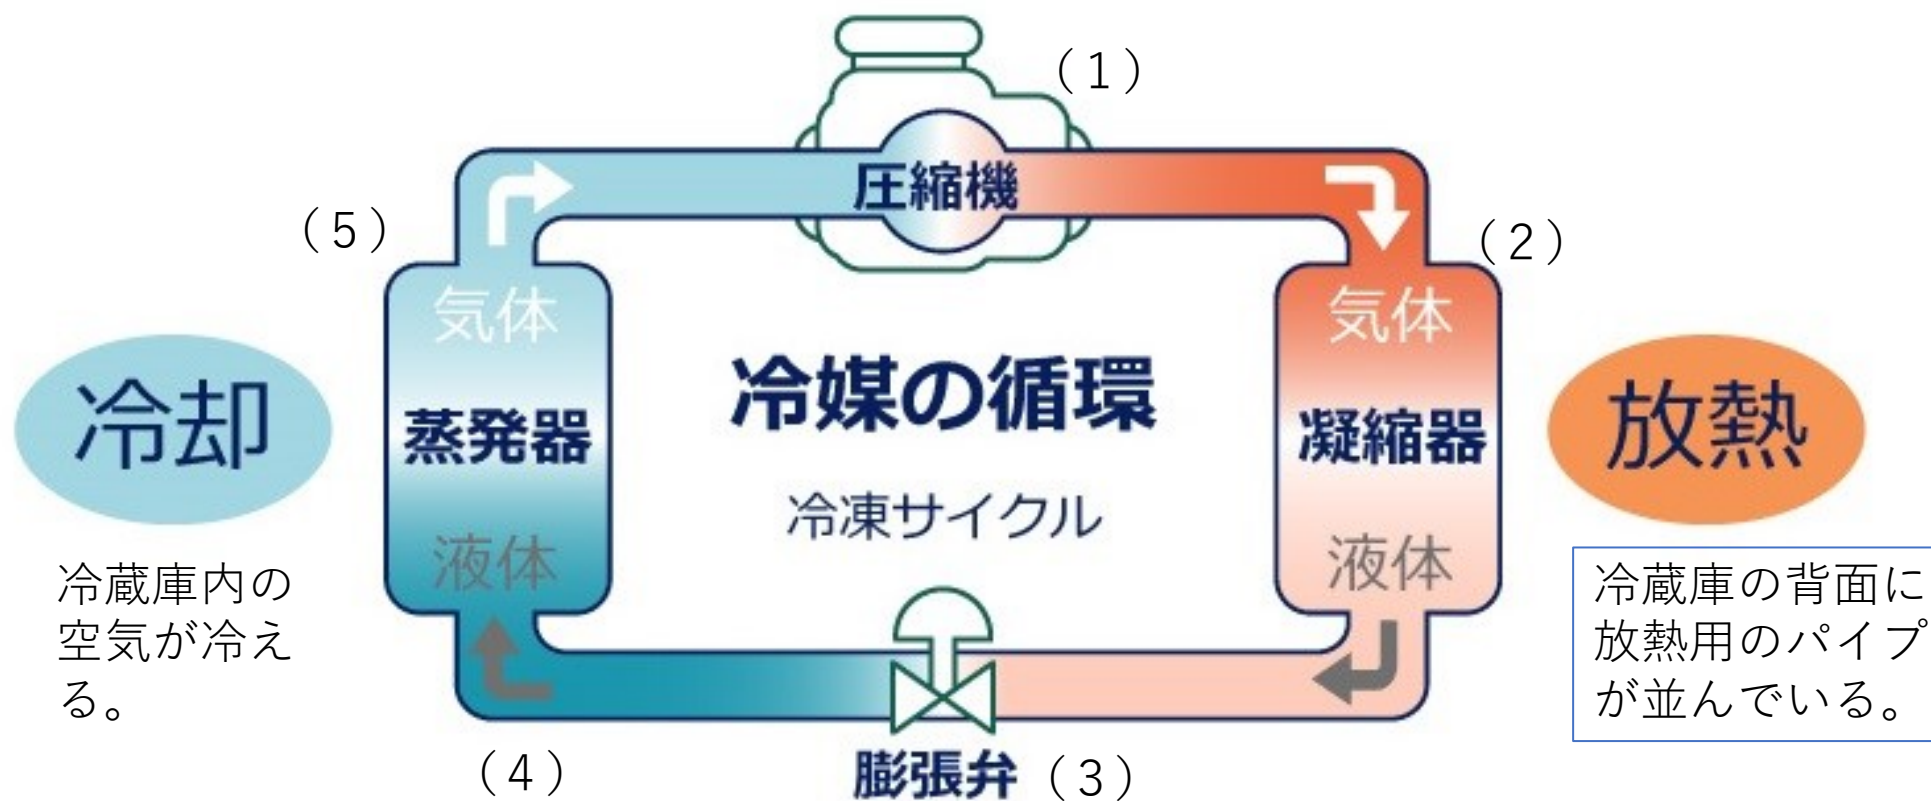 （1）
圧縮機
（5）
（2）
気体
気体
冷媒の循環
冷却
蒸発器
凝縮器
放熱
冷凍サイクル
液体
液体
冷蔵庫内の
空気が冷え
る。
冷蔵庫の背面に
放熱用のパイプ
が並んでいる。
（4）
膨張弁（3）